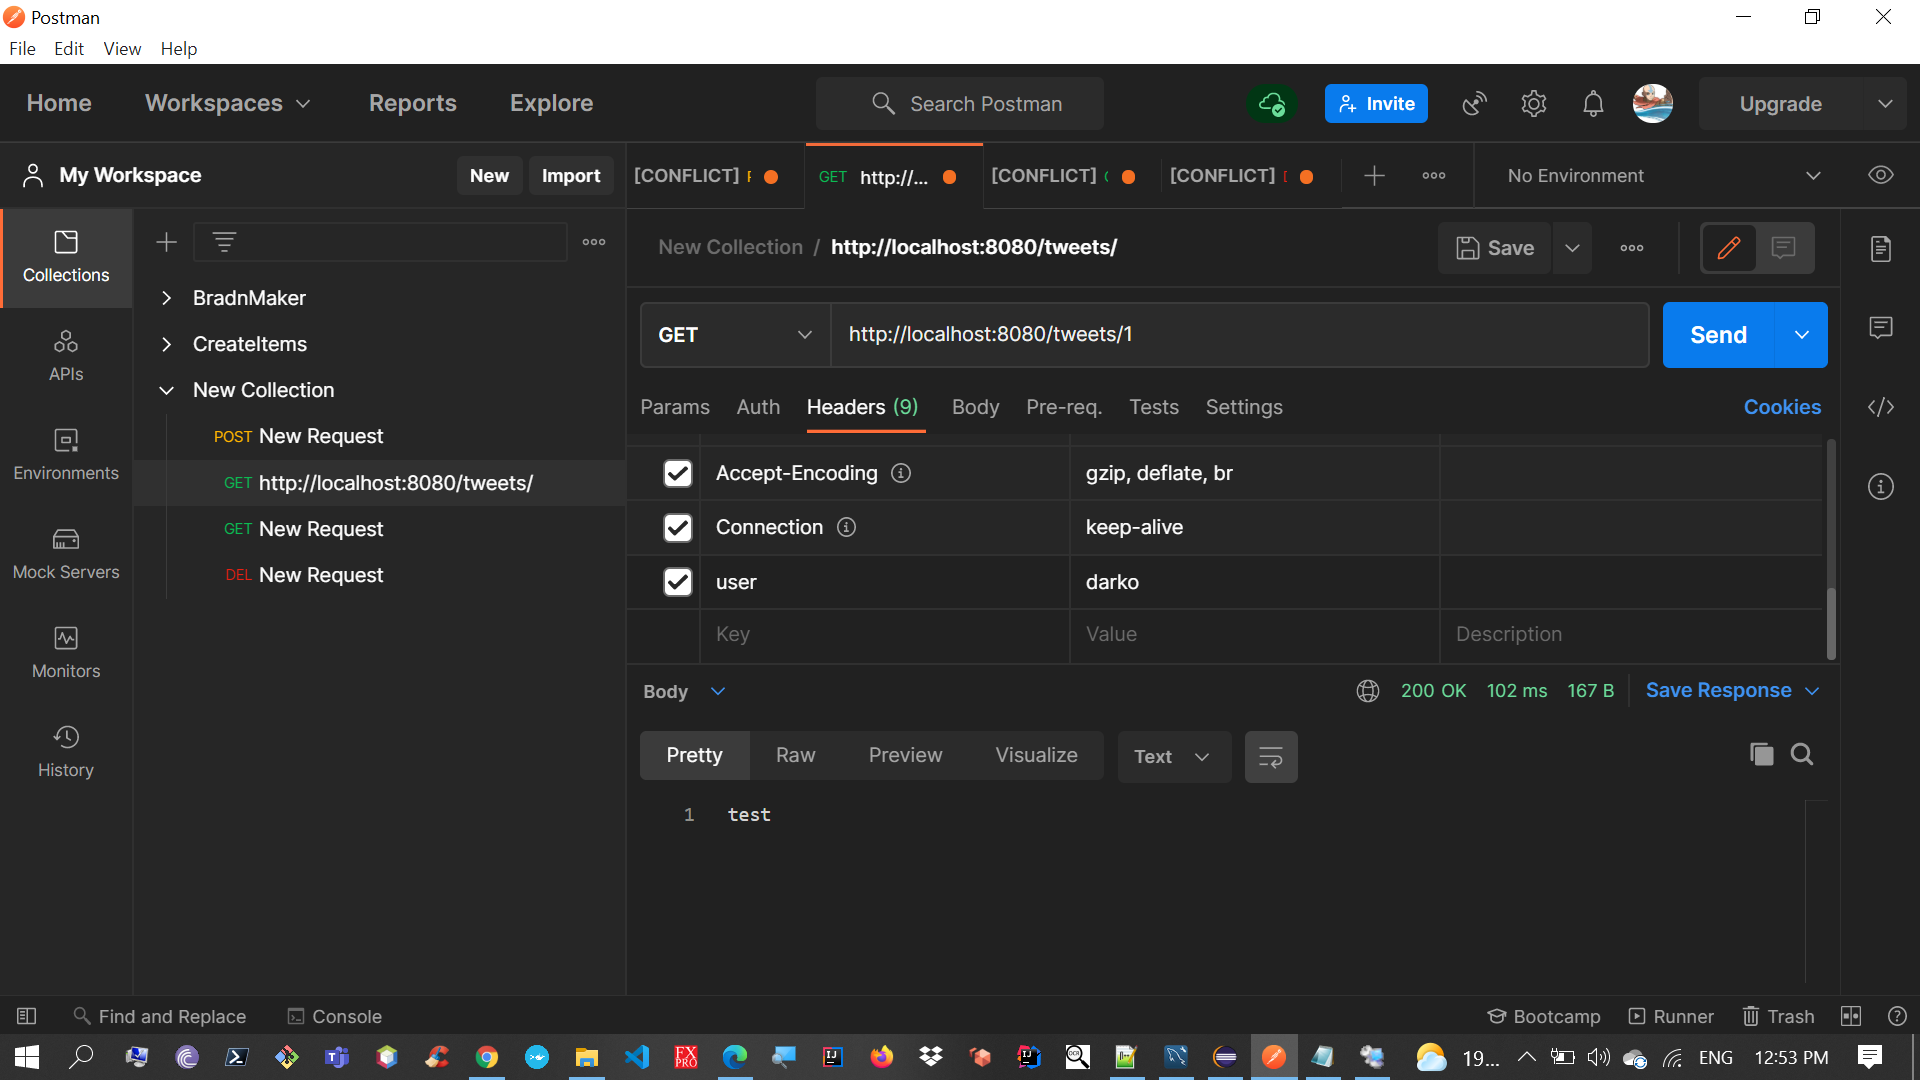 Postman
File Edit View Help
Home Workspaces Reports Explore Search Postman Invite Upgrade
My Workspace New Import [CONFLICT] GET http://... [CONFLICT] [CONFLICT] No Environment
Collections
New Collection / http://localhost:8080/tweets/ Save
BradnMaker
CreateItems
New Collection
POST New Request
GET http://localhost:8080/tweets/
GET New Request
DEL New Request
APIs
Environments
Mock Servers
Monitors
History
GET http://localhost:8080/tweets/1 Send
Params Auth Headers (9) Body Pre-req. Tests Settings Cookies
Accept-Encoding gzip, deflate, br
Connection keep-alive
user darko
Key Value Description
Body 200 OK 102 ms 167 B Save Response
Pretty Raw Preview Visualize Text
1 test
Find and Replace Console Bootcamp Runner Trash
19... ENG 12:53 PM